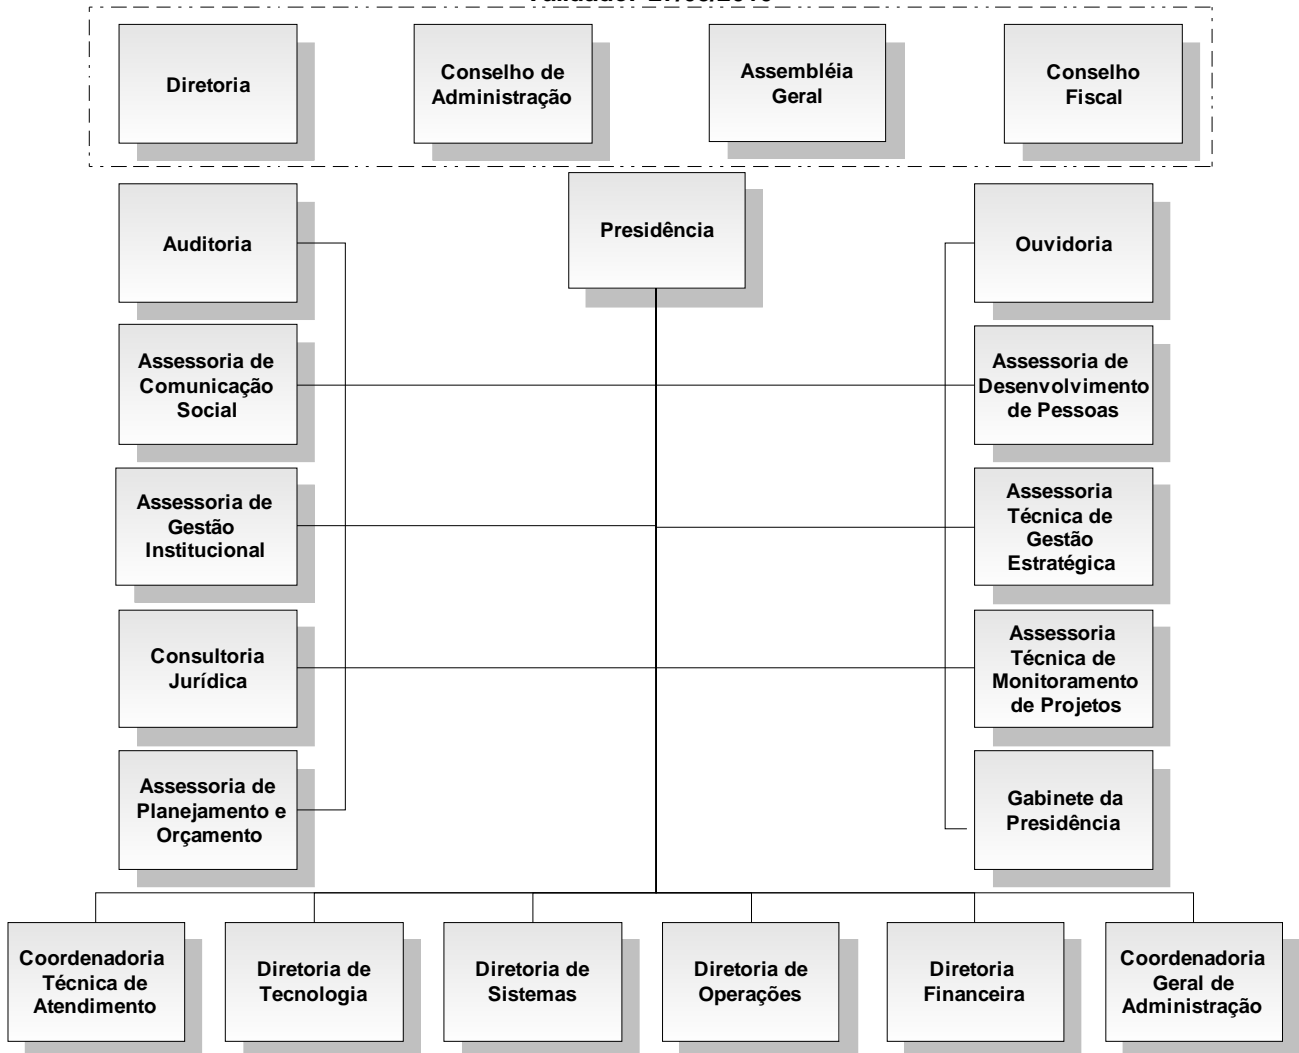 Diretoria
Conselho de
Administração
Assembléia
Geral
Conselho
Fiscal
Presidência
Auditoria
Ouvidoria
Assessoria de
Comunicação
Social
Assessoria de
Desenvolvimento
de Pessoas
Assessoria de
Gestão
Institucional
Assessoria
Técnica de
Gestão
Estratégica
Consultoria
Jurídica
Assessoria
Técnica de
Monitoramento
de Projetos
Assessoria de
Planejamento e
Orçamento
Gabinete da
Presidência
Coordenadoria
Técnica de
Atendimento
Diretoria de
Tecnologia
Diretoria de
Sistemas
Diretoria de
Operações
Diretoria
Financeira
Coordenadoria
Geral de
Administração